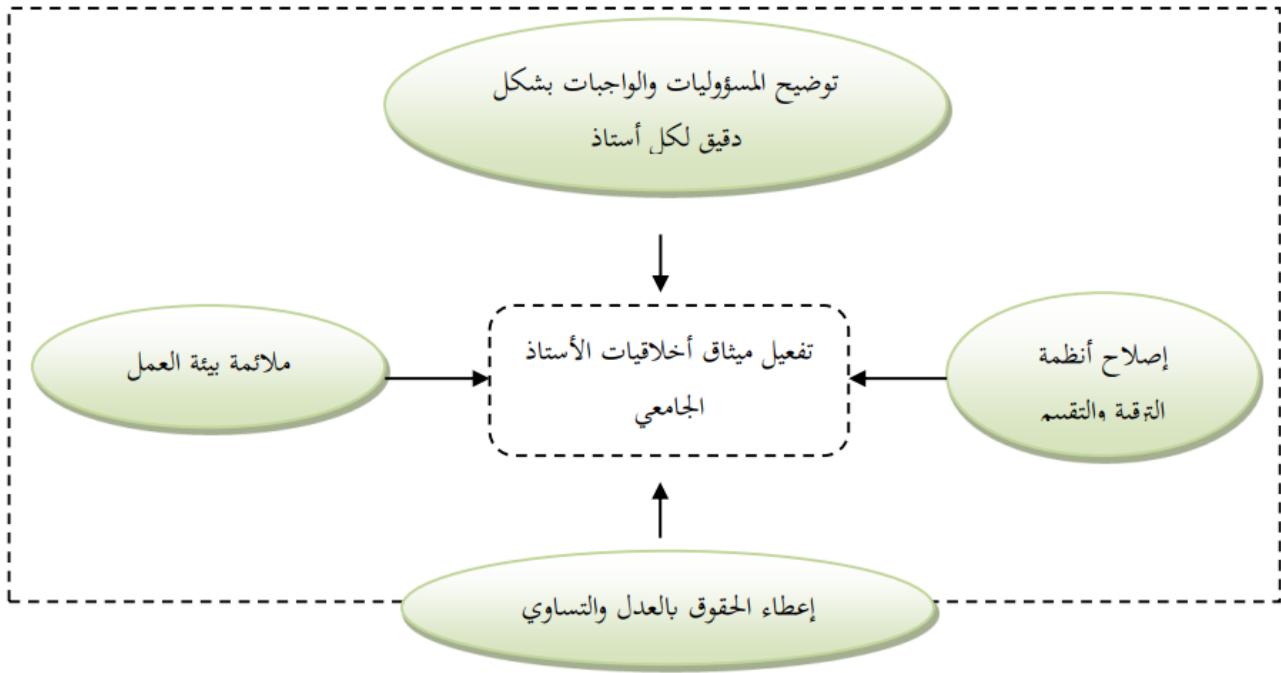 توضيح المسؤوليات والواجبات بشكل
دقيق لكل أستاذ
إصلاح أنظمة
الترقية والتقييم
تفعيل ميثاق أخلاقيات الأستاذ
الجامعي
ملائمة بيئة العمل
إعطاء الحقوق بالعدل والتساوي